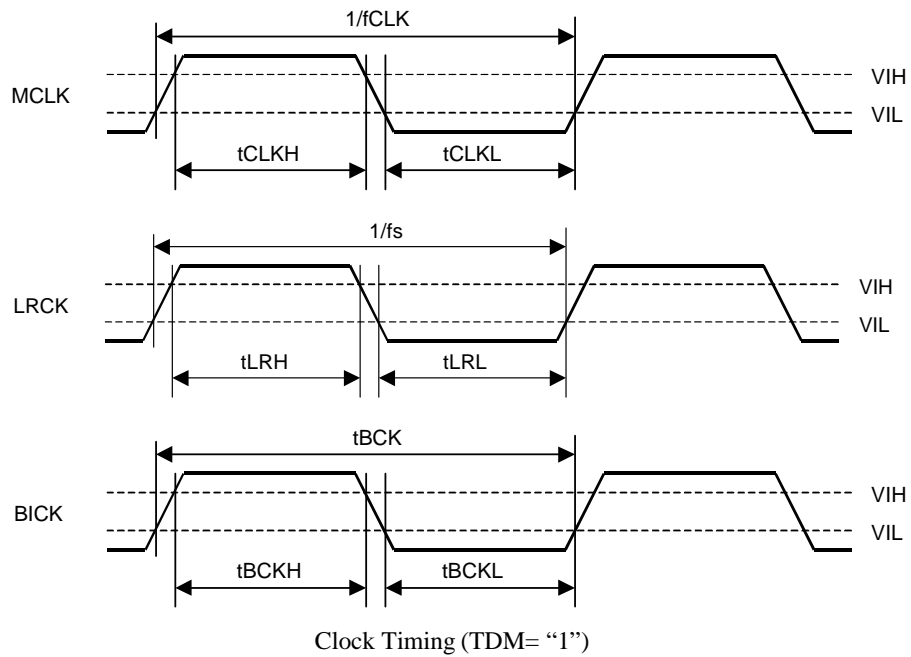 1/fCLK
MCLK
VIH
VIL
tCLKH
tCLKL
1/fs
LRCK
VIH
VIL
tLRH
tLRL
tBCK
BICK
VIH
VIL
tBCKH
tBCKL
Clock Timing (TDM= “1”)